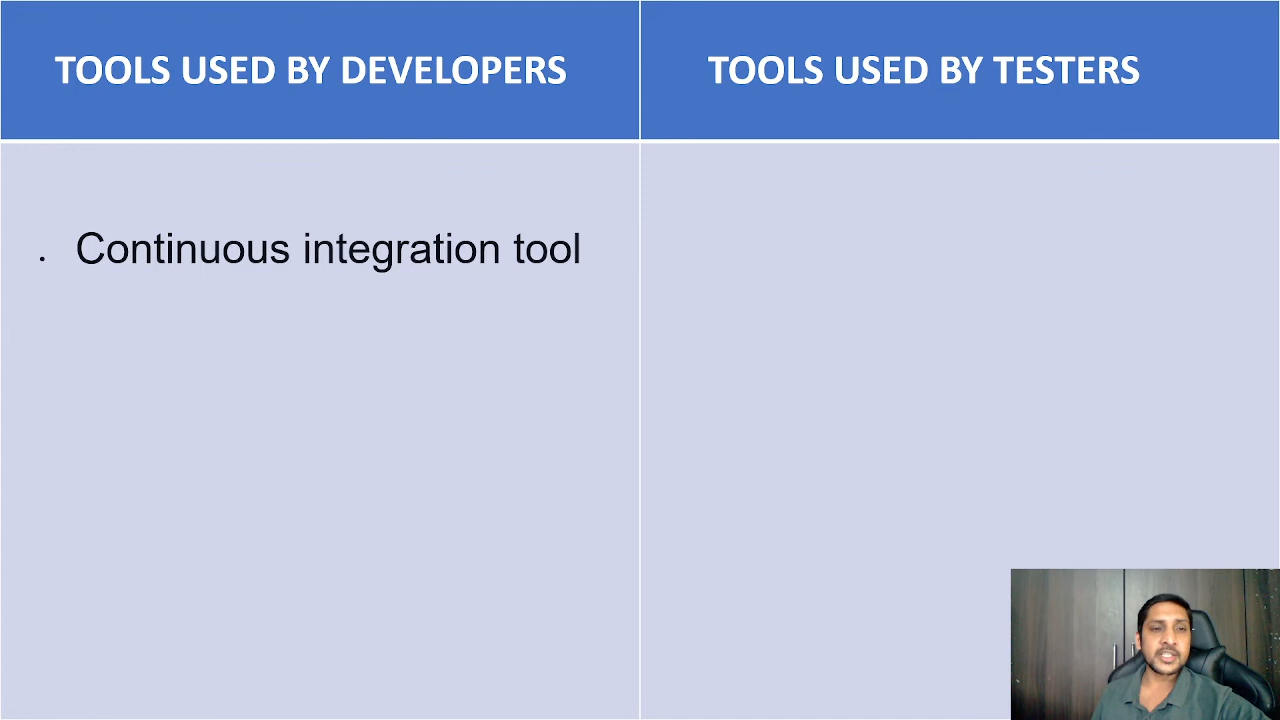 TOOLS USED BY DEVELOPERS
TOOLS USED BY TESTERS
. Continuous integration tool